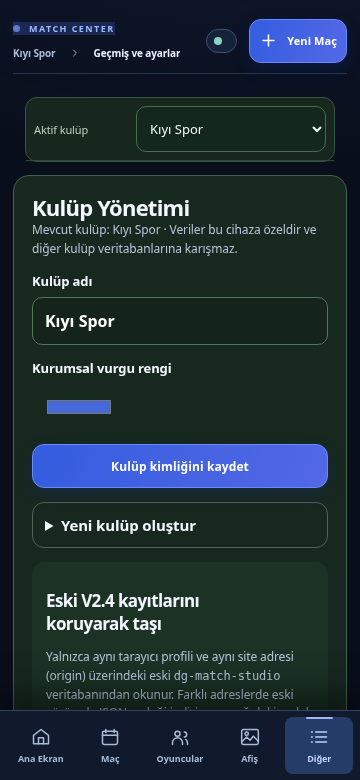 MATCH CENTER
Kıyı Spor > Geçmiş ve ayarlar
+ Yeni Maç
Aktif kulüp
Kıyı Spor
Kulüp Yönetimi
Mevcut kulüp: Kıyı Spor · Veriler bu cihaza özeldir ve
diğer kulüp veritabanlarına karışmaz.
Kulüp adı
Kıyı Spor
Kurumsal vurgu rengi
Kulüp kimliğini kaydet
Yeni kulüp oluştur
Eski V2.4 kayıtlarını
koruyarak taşı
Yalnızca aynı tarayıcı profili ve aynı site adresi
(origin) üzerindeki eski dg-match-studio
veritabanından okunur. Farklı adreslerde eski
Ana Ekran
Maç
Oyuncular
Afiş
Diğer